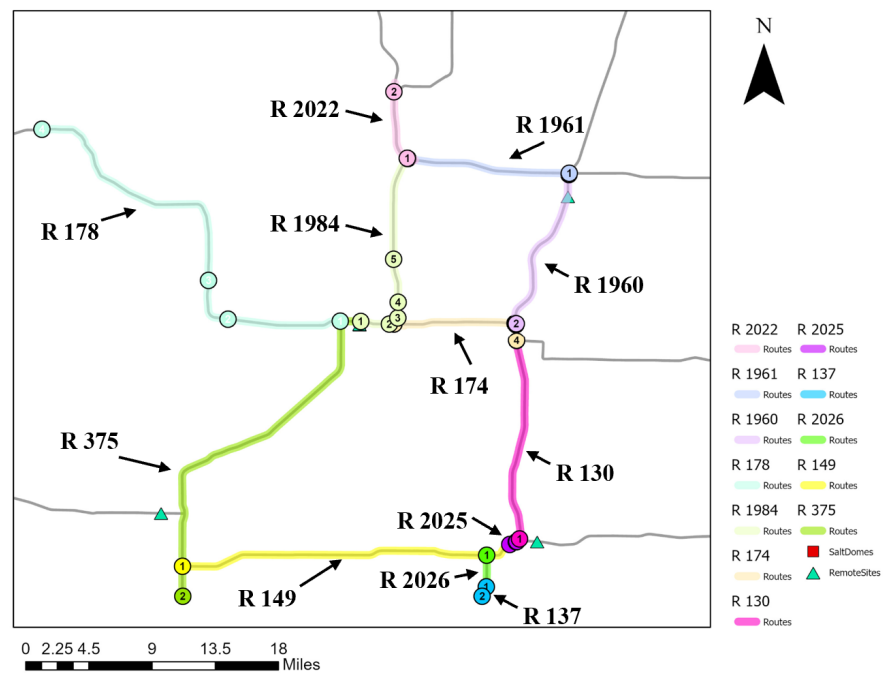 N
2
R 2022
R 1961
1
1
R 178
R 1984
5
R 1960
4
3
1
2
2
4
R 174
R 375
R 130
R 2025
1
1
1
R 2026
1
2
2
R 149
R 137
0 2.25 4.5 9 13.5 18
Miles
R 2022 R 2025
Routes Routes
R 1961 R 137
Routes Routes
R 1960 R 2026
Routes Routes
R 178 R 149
Routes Routes
R 1984 R 375
Routes Routes
R 174 SaltDomes
Routes RemoteSites
R 130
Routes